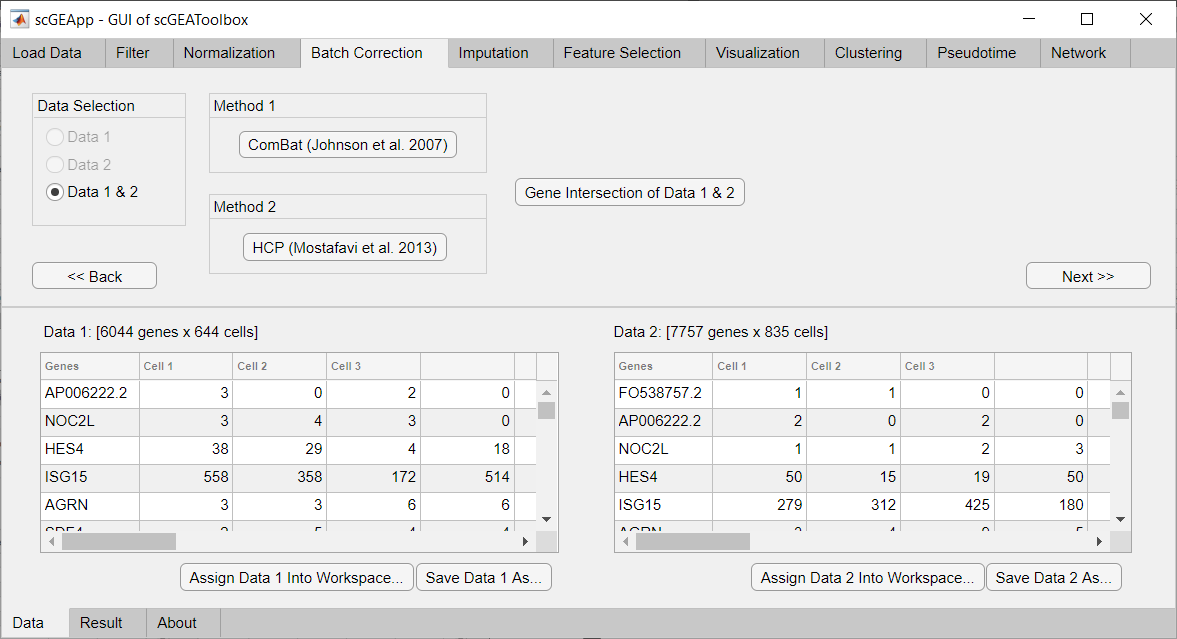 scGEApp - GUI of scGEAToolbox
Load Data Filter Normalization Batch Correction Imputation Feature Selection Visualization Clustering Pseudotime Network
Data Selection
Data 1
Data 2
Data 1 & 2
Method 1
ComBat (Johnson et al. 2007)
Method 2
HCP (Mostafavi et al. 2013)
Gene Intersection of Data 1 & 2
<< Back
Next >>
Data 1: [6044 genes x 644 cells]
Genes Cell 1 Cell 2 Cell 3
AP006222.2 3 0 2 0
NOC2L 3 4 3 0
HES4 38 29 4 18
ISG15 558 358 172 514
AGRN 3 3 6 6
Assign Data 1 Into Workspace... Save Data 1 As...
Data 2: [7757 genes x 835 cells]
Genes Cell 1 Cell 2 Cell 3
FO538757.2 1 1 0 0
AP006222.2 2 0 2 0
NOC2L 1 1 2 3
HES4 50 15 19 50
ISG15 279 312 425 180
Assign Data 2 Into Workspace... Save Data 2 As...
Data Result About